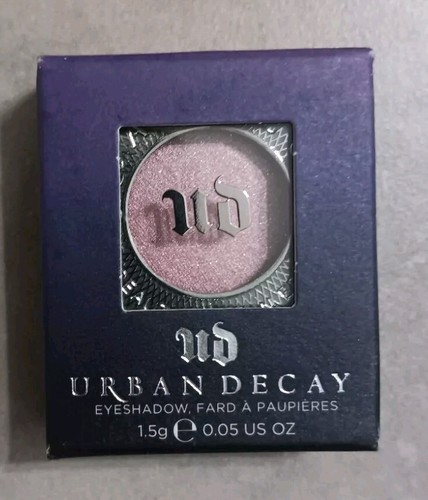 ud
ud
URBAN DECAY
EYESHADOW, FARD À PAUPIÈRES
1.5g e 0.05 US OZ